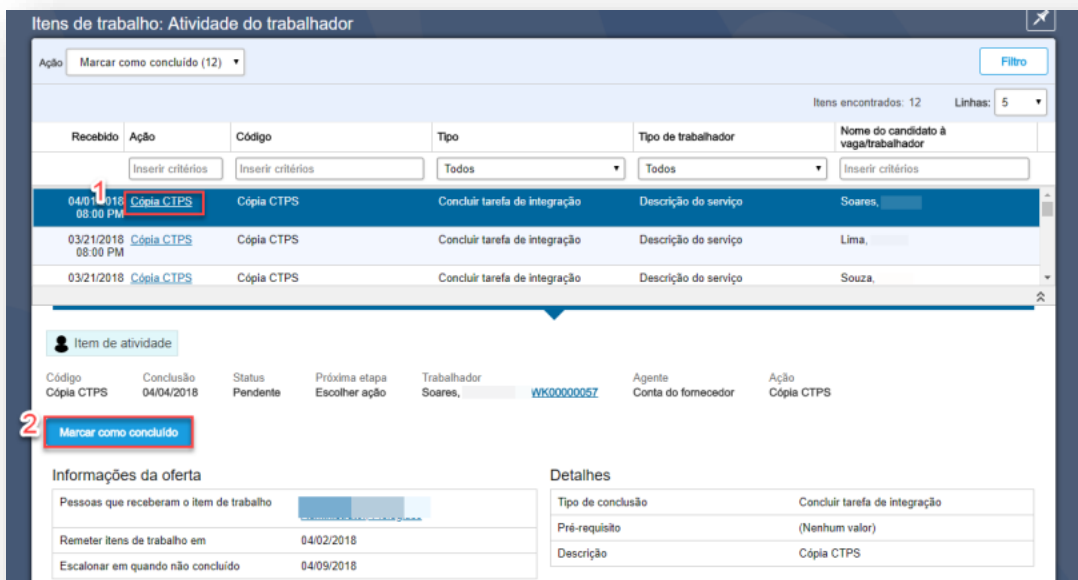 Itens de trabalho: Atividade do trabalhador
Ação Marcar como concluído (12) Filtro
Itens encontrados: 12 Linhas: 5
Recebido Ação Código Tipo Tipo de trabalhador Nome do candidato à
vaga/trabalhador
Inserir critérios Inserir critérios Todos Todos Inserir critérios
1
04/01/2018 Cópia CTPS Cópia CTPS Concluir tarefa de integração Descrição do serviço Soares,
08:00 PM
03/21/2018 Cópia CTPS Cópia CTPS Concluir tarefa de integração Descrição do serviço Lima,
08:00 PM
03/21/2018 Cópia CTPS Cópia CTPS Concluir tarefa de integração Descrição do serviço Souza,
Item de atividade
Código Conclusão Status Próxima etapa Trabalhador Agente Ação
Cópia CTPS 04/04/2018 Pendente Escolher ação Soares, WK00000057 Conta do fornecedor Cópia CTPS
2 Marcar como concluído
Informações da oferta Detalhes
Pessoas que receberam o item de trabalho Tipo de conclusão Concluir tarefa de integração
Pré-requisito (Nenhum valor)
Remeter itens de trabalho em 04/02/2018
Descrição Cópia CTPS
Escalonar em quando não concluído 04/09/2018